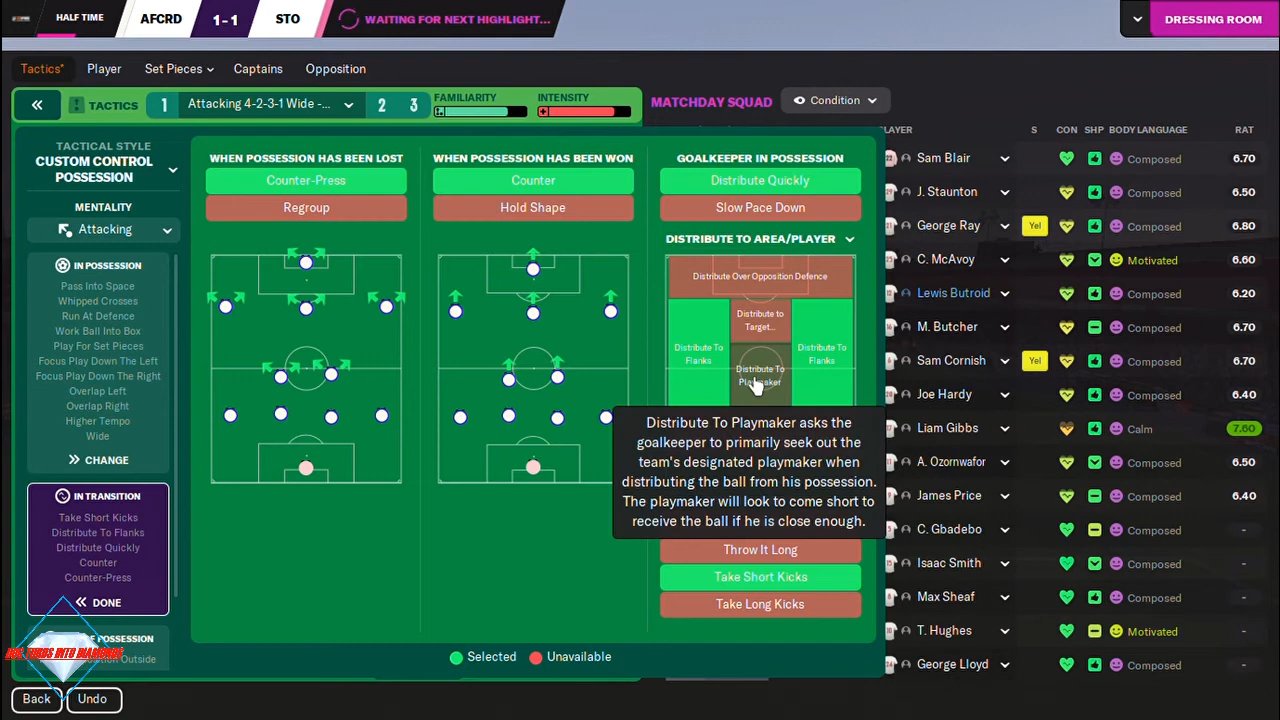 HALF TIME
AFCRD
1-1
STO
WAITING FOR NEXT HIGHLIGHT...
DRESSING ROOM
Tactics*
Player
Set Pieces
Captains
Opposition
TACTICS
1
Attacking 4-2-3-1 Wide -...
2
3
FAMILIARITY
INTENSITY
MATCHDAY SQUAD
Condition
TACTICAL STYLE
CUSTOM CONTROL
POSSESSION
MENTALITY
Attacking
IN POSSESSION
Pass Into Space
Whipped Crosses
Run At Defence
Work Ball Into Box
Play For Set Pieces
Focus Play Down The Left
Focus Play Down The Right
Overlap Left
Overlap Right
Higher Tempo
Wide
CHANGE
IN TRANSITION
Take Short Kicks
Distribute To Flanks
Distribute Quickly
Counter
Counter-Press
DONE
POSSESSION
Outside
WHEN POSSESSION HAS BEEN LOST
Counter-Press
Regroup
WHEN POSSESSION HAS BEEN WON
Counter
Hold Shape
GOALKEEPER IN POSSESSION
Distribute Quickly
Slow Pace Down
DISTRIBUTE TO AREA/PLAYER
Distribute Over Opposition Defence
Distribute to
Target...
Distribute To
Flanks
Distribute To
Playmaker
Distribute To
Flanks
Distribute To Playmaker asks the
goalkeeper to primarily seek out the
team's designated playmaker when
distributing the ball from his possession.
The playmaker will look to come short to
receive the ball if he is close enough.
Throw It Long
Take Short Kicks
Take Long Kicks
Selected
Unavailable
LAYER S CON SHP BODY LANGUAGE RAT
Sam Blair Composed 6.70
J. Staunton Composed 6.50
George Ray Yel Composed 6.80
C. McAvoy Motivated 6.60
Lewis Butroid Composed 6.20
M. Butcher Composed 6.70
Sam Cornish Yel Composed 6.70
Joe Hardy Composed 6.40
Liam Gibbs Calm 7.60
A. Ozornwafor Composed 6.50
James Price Composed 6.40
C. Gbadebo Composed -
Isaac Smith Composed -
Max Sheaf Composed -
T. Hughes Motivated -
George Lloyd Composed -
Back
Undo